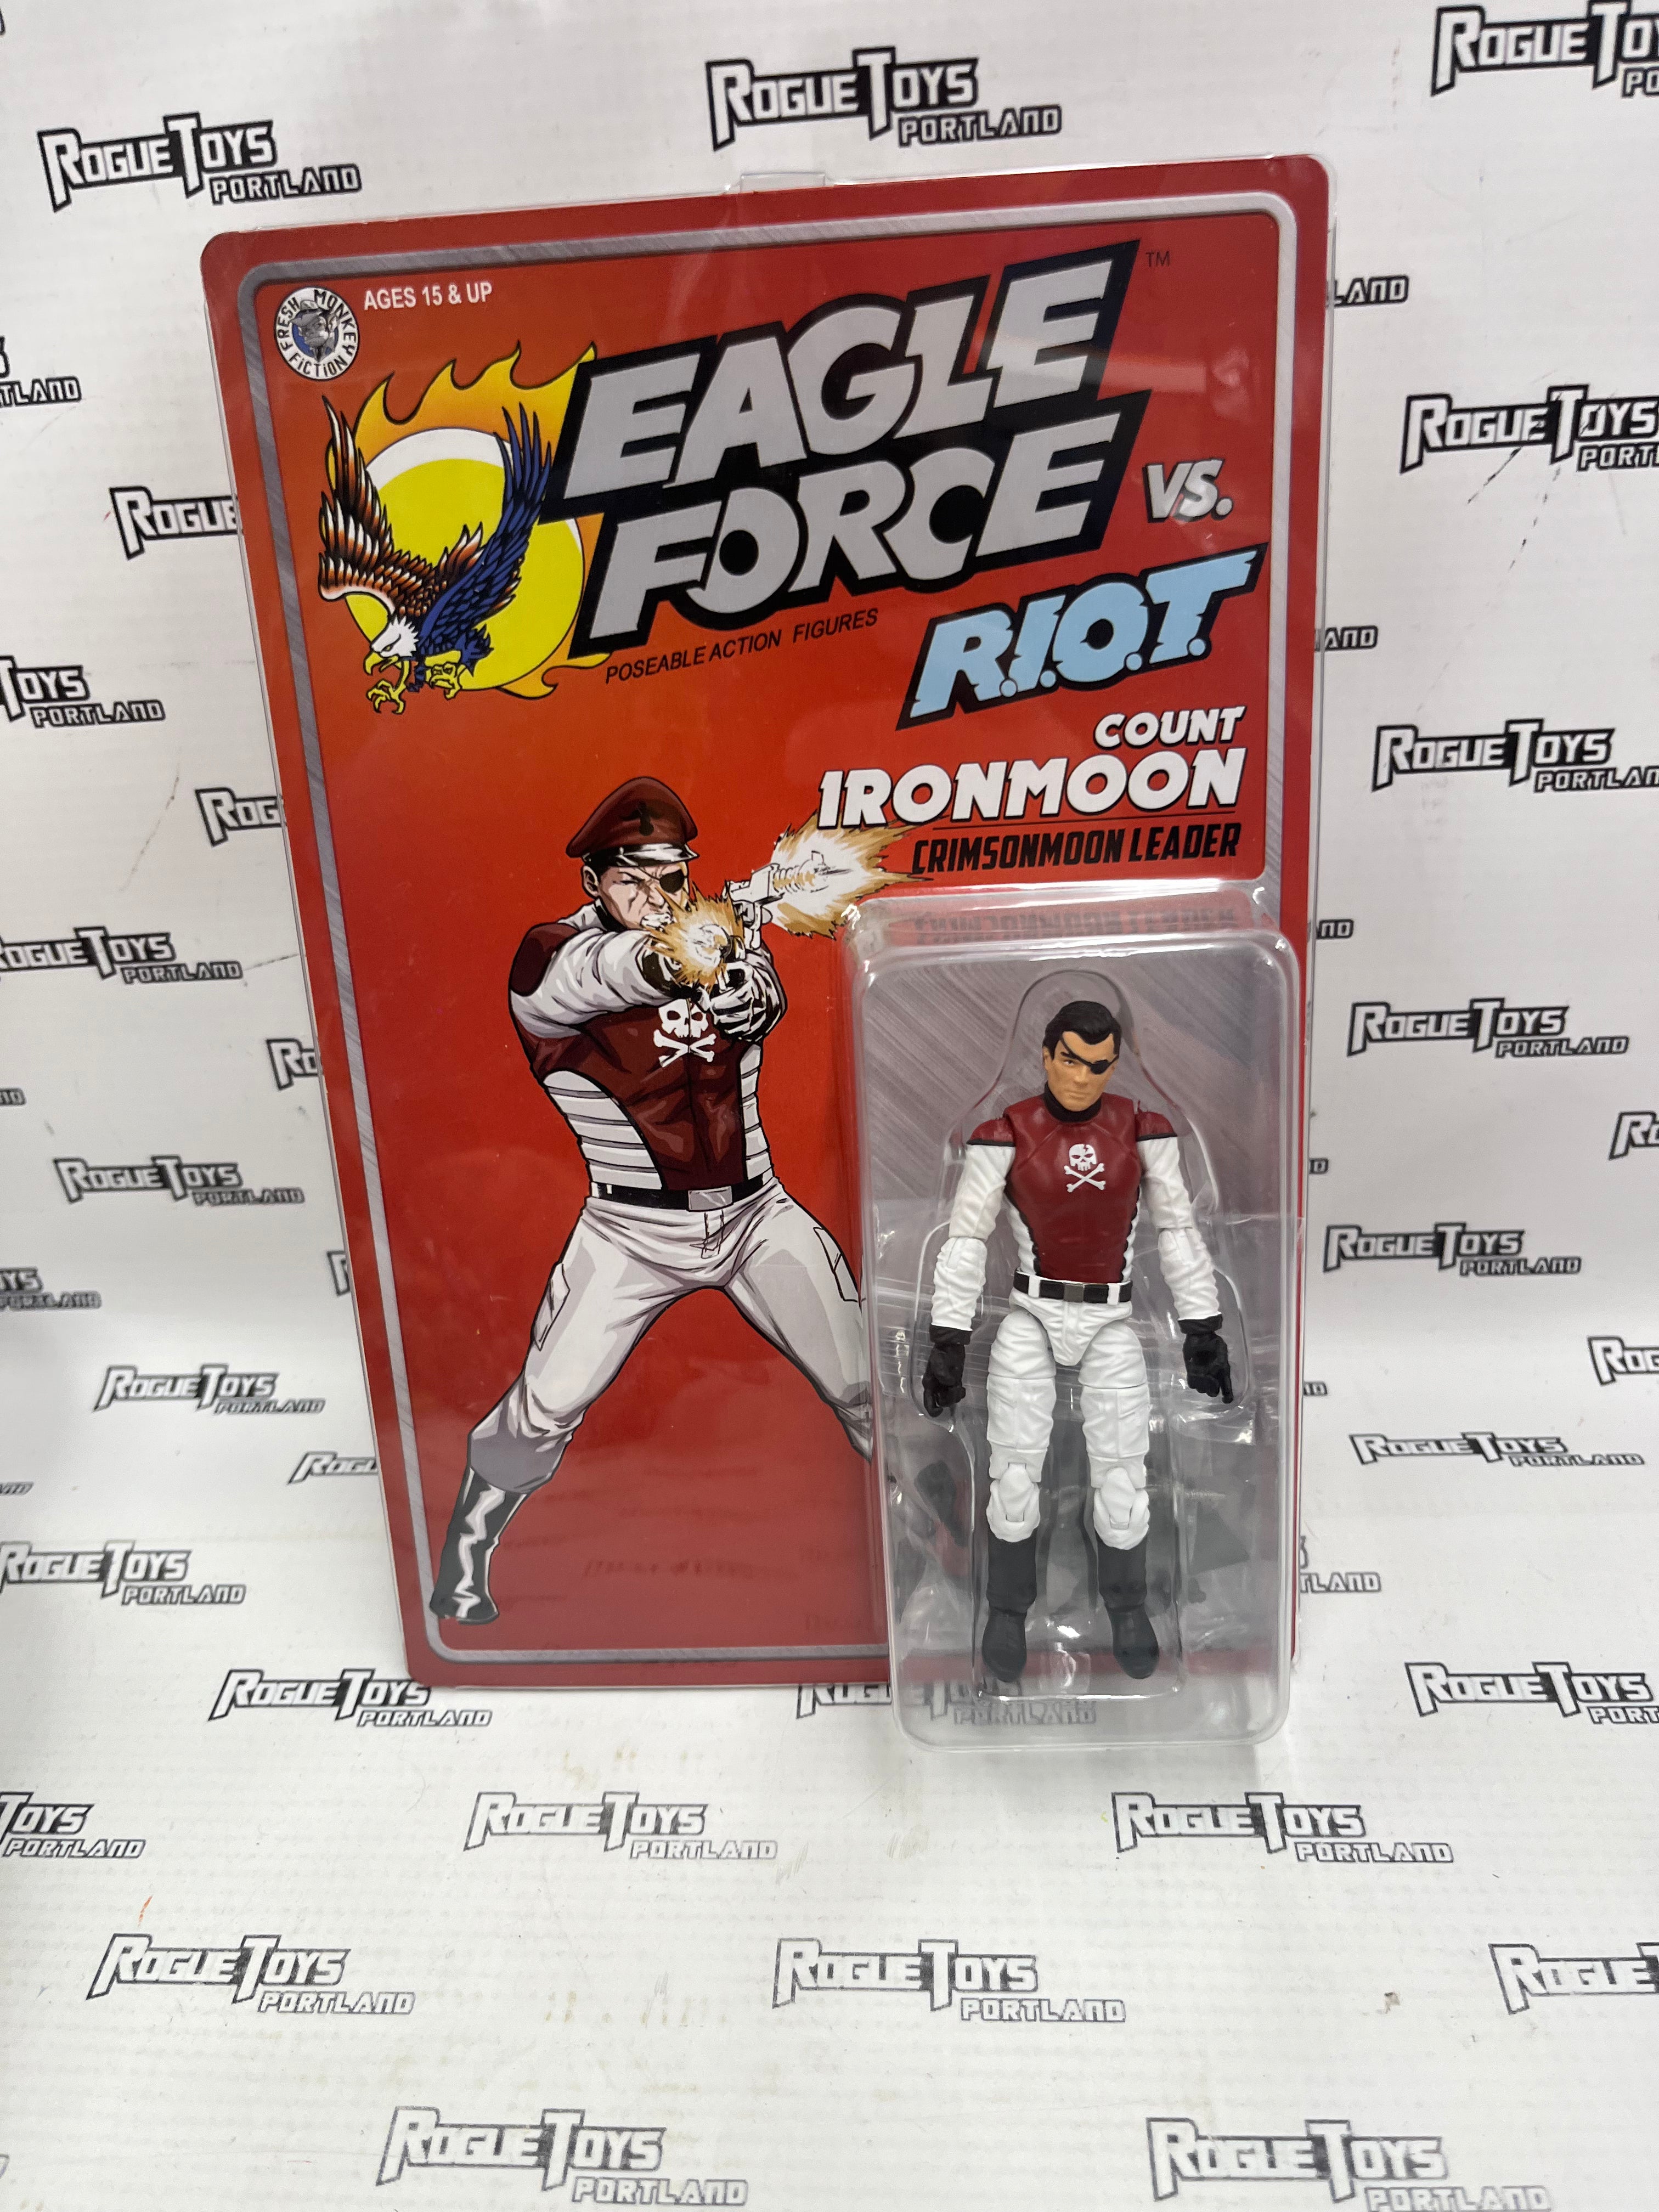 ROGUE TOYS
PORTLAND
AGES 15 & UP
FRESH MONKEY FICTION
EAGLE
FORCE
TM
VS.
R.I.O.T.
POSEABLE ACTION FIGURES
COUNT
IRONMOON
CRIMSONMOON LEADER